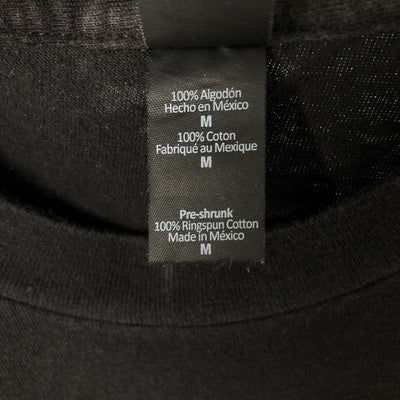 100% Algodón
Hecho en México
M
100% Coton
Fabriqué au Mexique
M
Pre-shrunk
100% Ringspun Cotton
Made in México
M